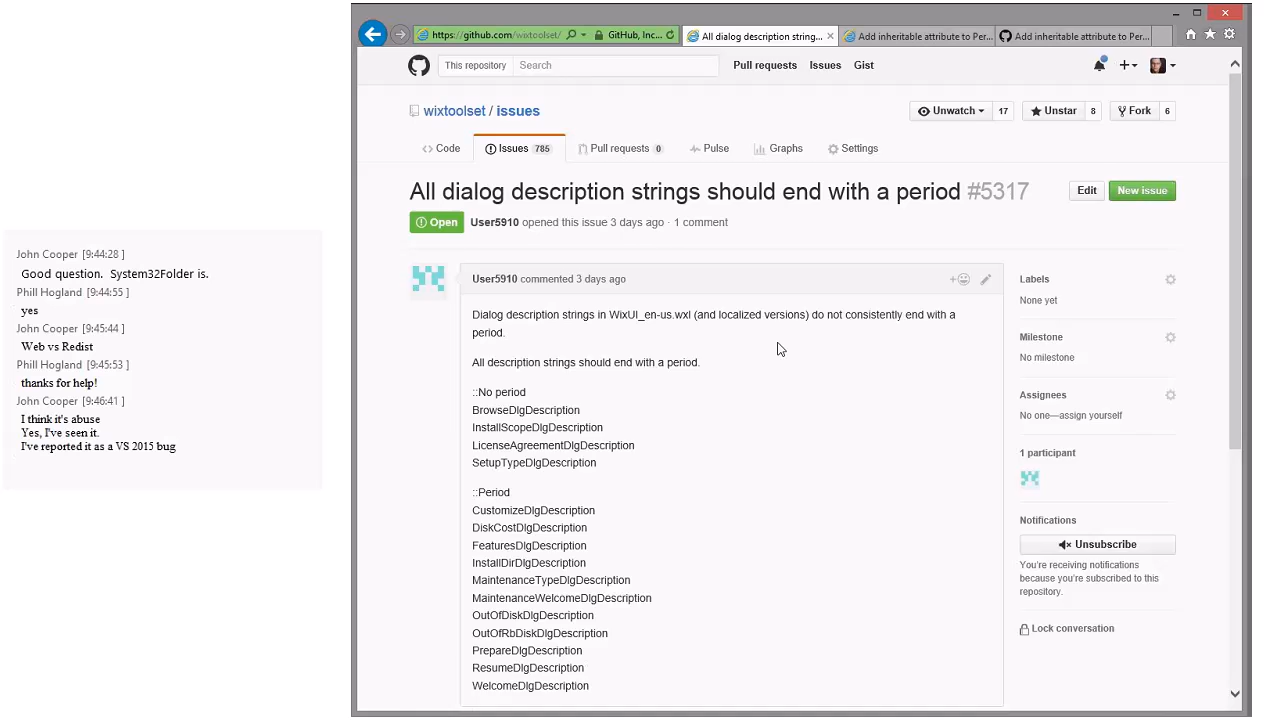 John Cooper [9:44:28 ]
Good question.  System32Folder is.
Phill Hogland [9:44:55 ]
yes
John Cooper [9:45:44 ]
Web vs Redist
Phill Hogland [9:45:53 ]
thanks for help!
John Cooper [9:46:41 ]
I think it's abuse
Yes, I've seen it.
I've reported it as a VS 2015 bug
https://github.com/wixtoolset/ GitHub, Inc... All dialog description string... Add inheritable attribute to Per... Add inheritable attribute to Per...
This repository Search Pull requests Issues Gist
wixtoolset / issues Unwatch 17 Unstar 8 Fork 6
Code Issues 785 Pull requests 0 Pulse Graphs Settings
All dialog description strings should end with a period #5317 Edit New issue
Open User5910 opened this issue 3 days ago · 1 comment
User5910 commented 3 days ago
Dialog description strings in WixUI_en-us.wxl (and localized versions) do not consistently end with a
period.
All description strings should end with a period.
::No period
BrowseDlgDescription
InstallScopeDlgDescription
LicenseAgreementDlgDescription
SetupTypeDlgDescription
::Period
CustomizeDlgDescription
DiskCostDlgDescription
FeaturesDlgDescription
InstallDirDlgDescription
MaintenanceTypeDlgDescription
MaintenanceWelcomeDlgDescription
OutOfDiskDlgDescription
OutOfRbDiskDlgDescription
PrepareDlgDescription
ResumeDlgDescription
WelcomeDlgDescription
Labels
None yet
Milestone
No milestone
Assignees
No one—assign yourself
1 participant
Notifications
Unsubscribe
You're receiving notifications
because you're subscribed to this
repository.
Lock conversation